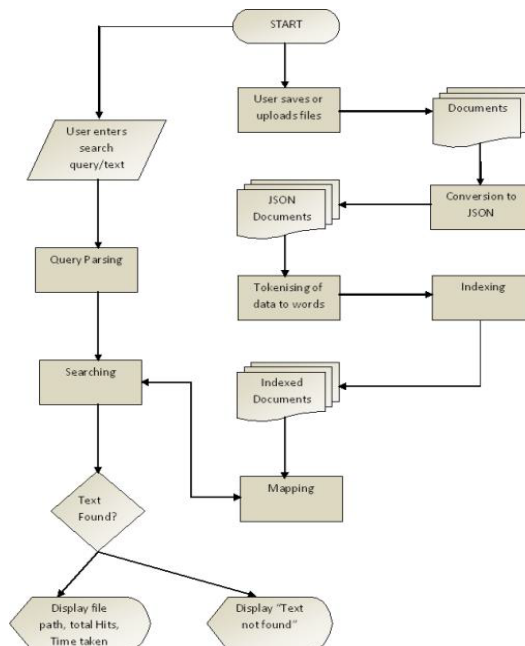 START
User saves or
uploads files
Documents
User enters
search
query/text
JSON
Documents
Conversion to
JSON
Query Parsing
Tokenising of
data to words
Indexing
Searching
Indexed
Documents
Text
Found?
Mapping
Display file
path, total Hits,
Time taken
Display “Text
not found”